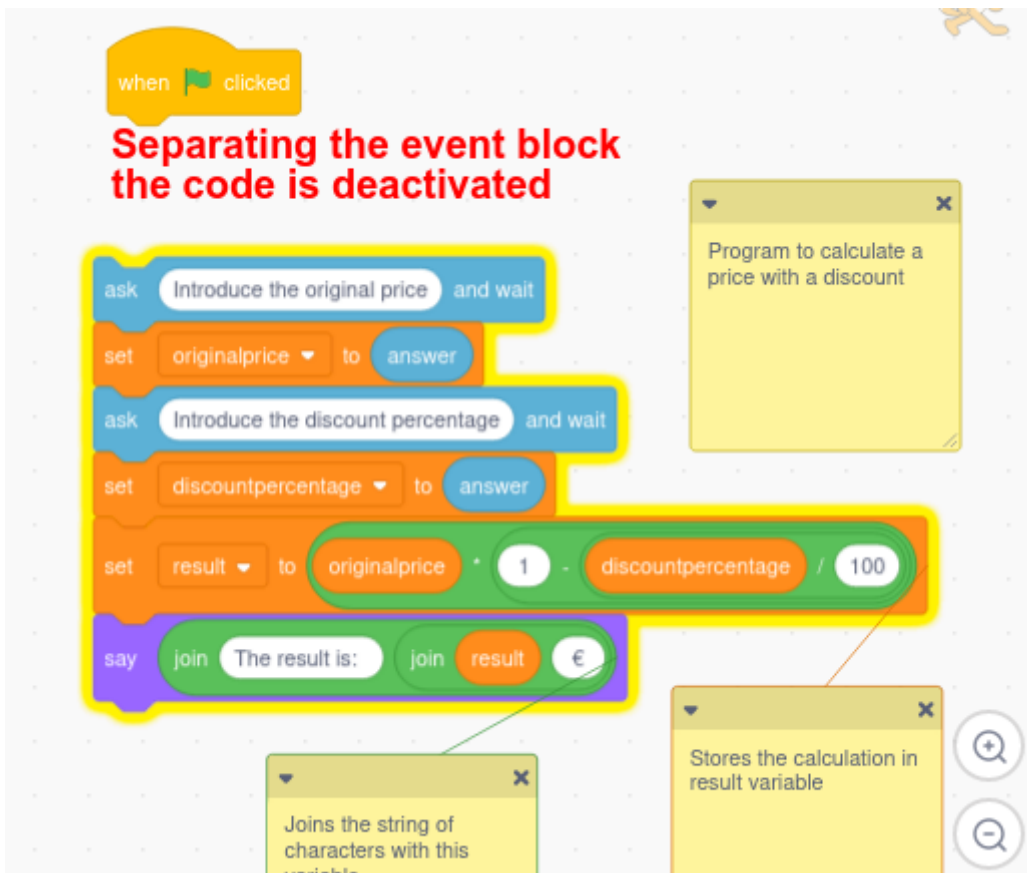 when clicked
Separating the event block
the code is deactivated
ask Introduce the original price and wait
set originalprice to answer
ask Introduce the discount percentage and wait
set discountpercentage to answer
set result to originalprice * 1 - discountpercentage / 100
say join The result is: join result €
Program to calculate a
price with a discount
Stores the calculation in
result variable
Joins the string of
characters with this
variable